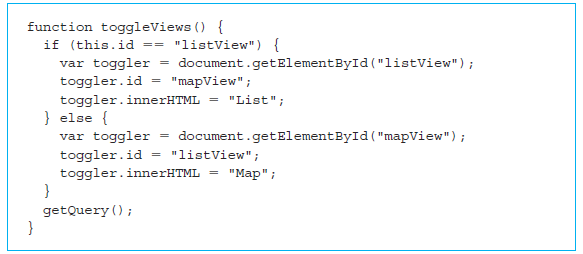 function toggleViews() {
  if (this.id == "listView") {
    var toggler = document.getElementById("listView");
    toggler.id = "mapView";
    toggler.innerHTML = "List";
  } else {
    var toggler = document.getElementById("mapView");
    toggler.id = "listView";
    toggler.innerHTML = "Map";
  }
  getQuery();
}